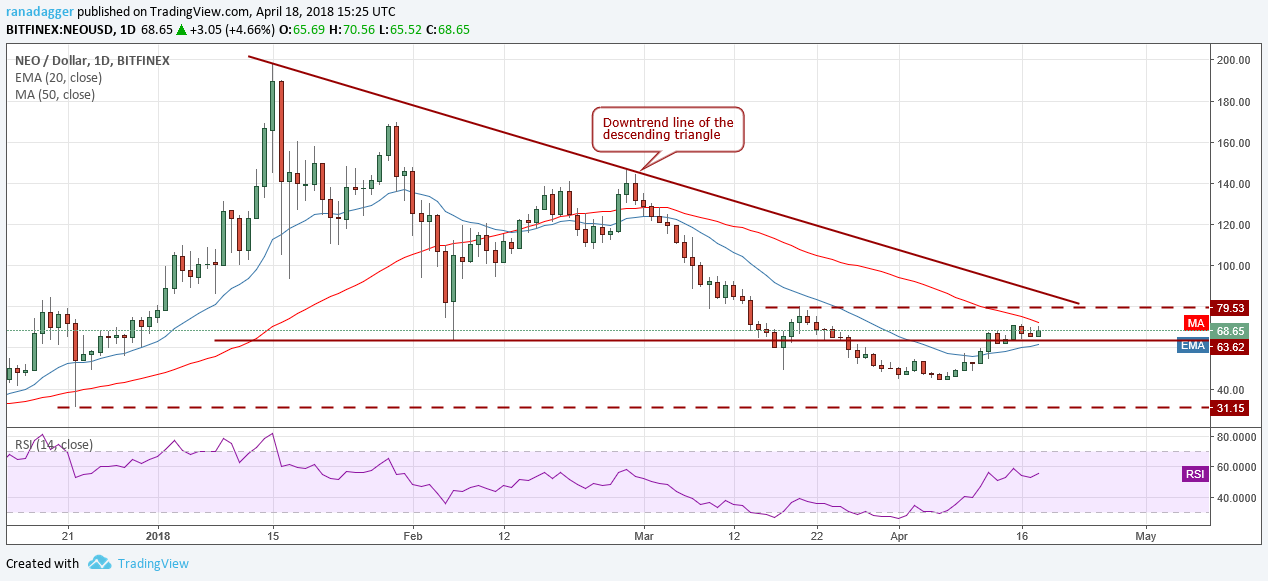 ranadagger published on TradingView.com, April 18, 2018 15:25 UTC
BITFINEX:NEOUSD, 1D 68.65 ▲ +3.05 (+4.66%) O:65.69 H:70.56 L:65.52 C:68.65
NEO / Dollar, 1D, BITFINEX
EMA (20, close)
MA (50, close)
Downtrend line of the
descending triangle
200.00
180.00
160.00
140.00
120.00
100.00
79.53
MA
68.65
EMA
63.62
40.00
31.15
RSI (14, close)
80.0000
60.0000
RSI
40.0000
21 2018 15 Feb 12 Mar 12 22 Apr 16 May
Created with TradingView